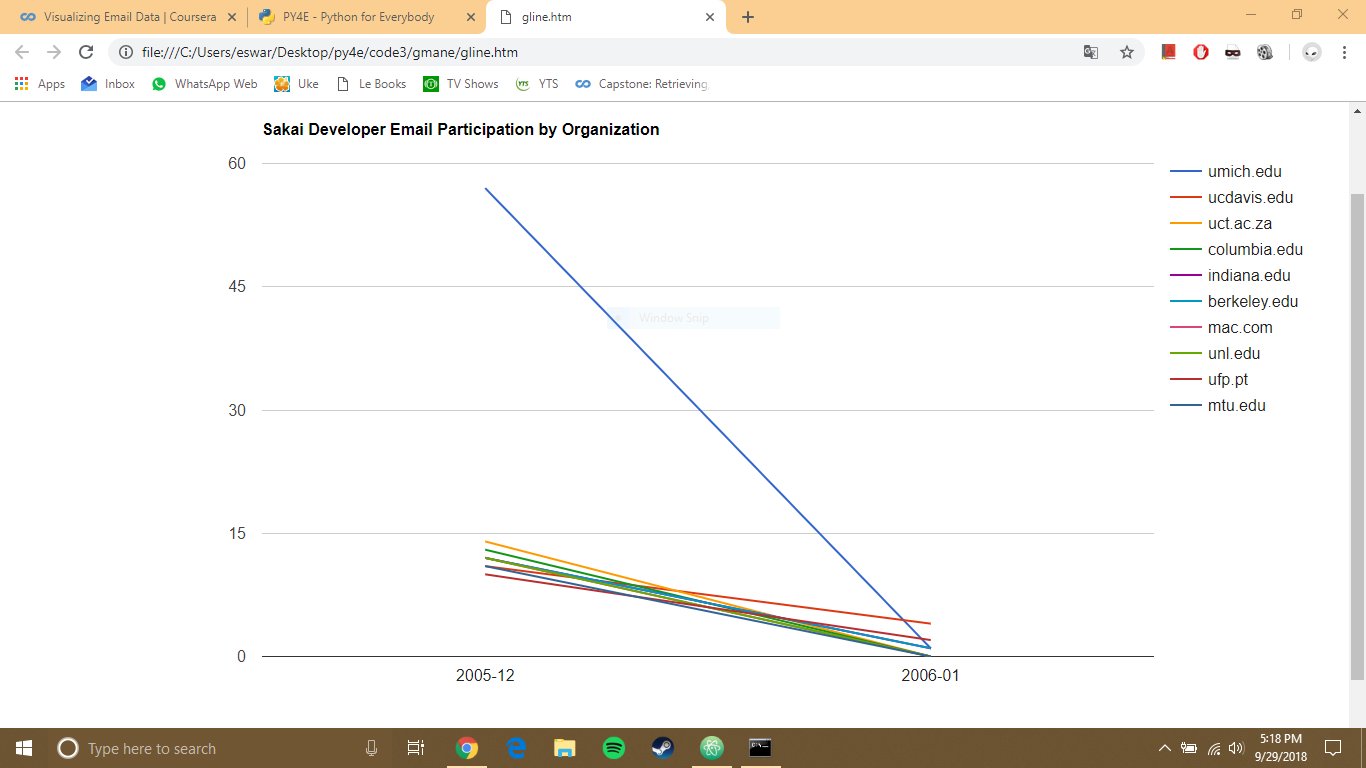 Visualizing Email Data | Coursera
PY4E - Python for Everybody
gline.htm
file:///C:/Users/eswar/Desktop/py4e/code3/gmane/gline.htm
Apps
Inbox
WhatsApp Web
Uke
Le Books
TV Shows
YTS
YTS
Capstone: Retrieving
Sakai Developer Email Participation by Organization
60
45
30
15
0
2005-12
2006-01
Window Snip
umich.edu
ucdavis.edu
uct.ac.za
columbia.edu
indiana.edu
berkeley.edu
mac.com
unl.edu
ufp.pt
mtu.edu
Type here to search
5:18 PM
9/29/2018